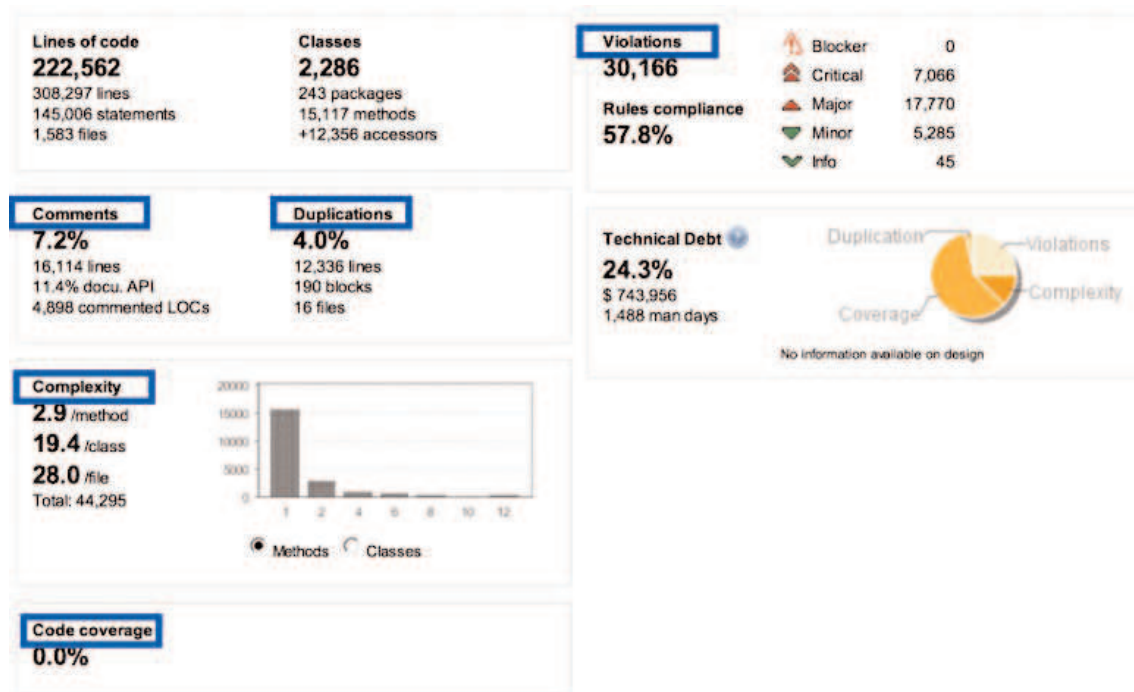 Lines of code
222,562
308,297 lines
145,006 statements
1,583 files
Classes
2,286
243 packages
15,117 methods
+12,356 accessors
Violations
30,166
Rules compliance
57.8%
Blocker 0
Critical 7,066
Major 17,770
Minor 5,285
Info 45
Comments
7.2%
16,114 lines
11.4% docu. API
4,898 commented LOCs
Duplications
4.0%
12,336 lines
190 blocks
16 files
Technical Debt ?
24.3%
$ 743,956
1,488 man days
Duplication
Violations
Complexity
Coverage
No information available on design
Complexity
2.9 /method
19.4 /class
28.0 /file
Total: 44,295
20000
15000
10000
5000
0
1 2 4 6 8 10 12
Methods Classes
Code coverage
0.0%